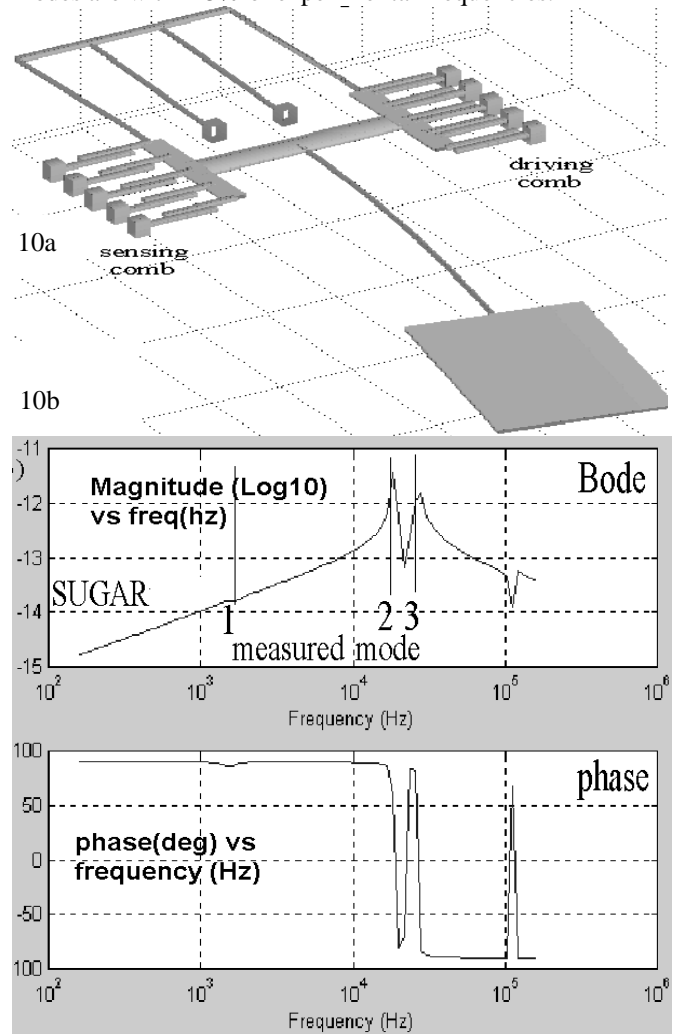 10a
driving
comb
sensing
comb
10b
-11
)
Magnitude (Log10)
vs freq(hz)
Bode
-12
-13
SUGAR
-14
1
2
3
measured mode
-15
10^2
10^3
10^4
10^5
10^6
Frequency (Hz)
100
phase
50
phase(deg) vs
frequency (Hz)
0
-50
100
10^2
10^3
10^4
10^5
10^6
Frequency (Hz)